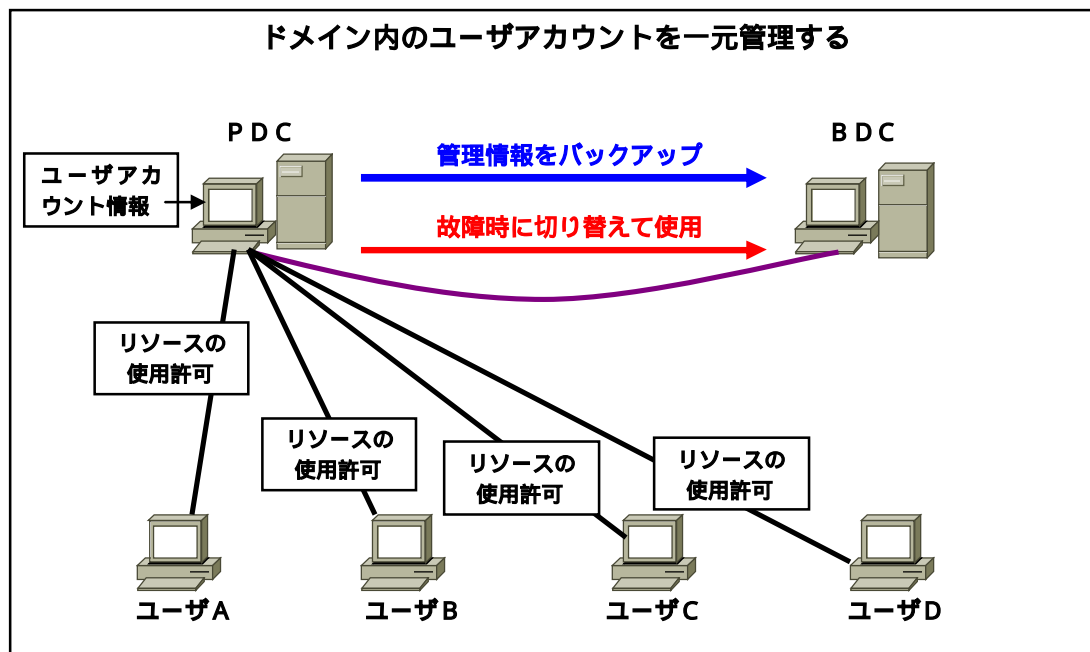 ドメイン内のユーザアカウントを一元管理する
ＰＤＣ
ＢＤＣ
管理情報をバックアップ
ユーザアカ
ウント情報
故障時に切り替えて使用
リソースの
使用許可
リソースの
使用許可
リソースの
使用許可
リソースの
使用許可
ユーザＡ
ユーザＢ
ユーザＣ
ユーザＤ